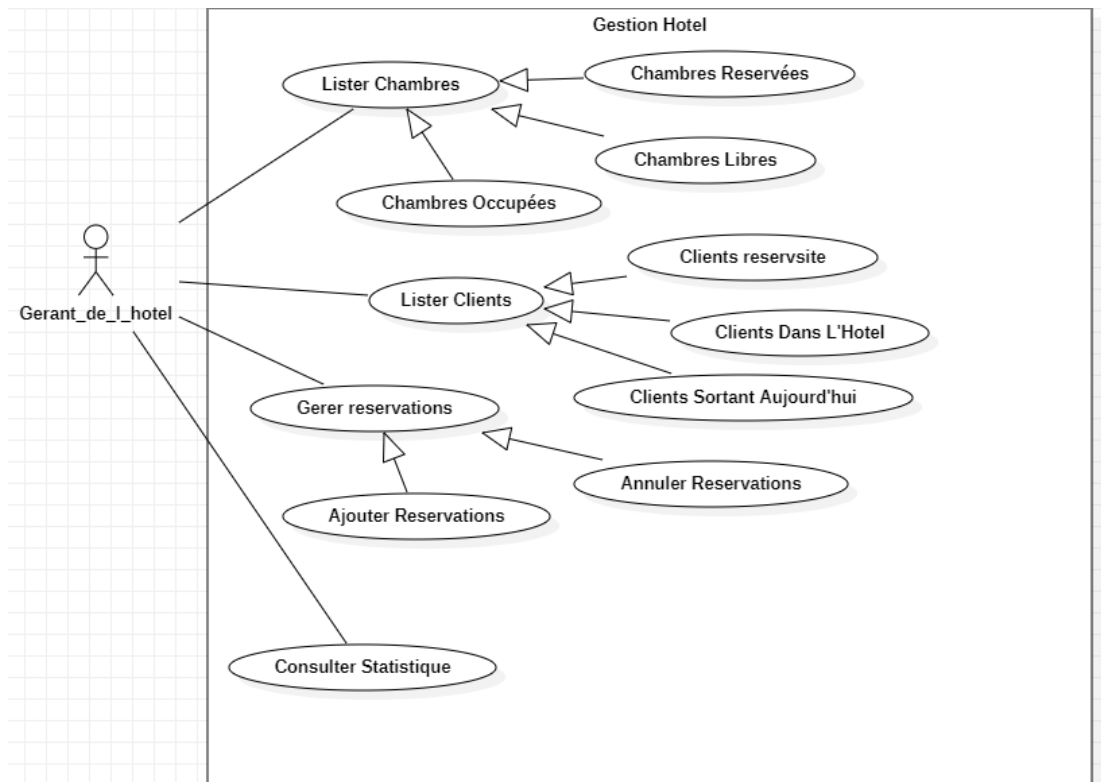 Gestion Hotel
Lister Chambres
Chambres Reservées
Chambres Libres
Chambres Occupées
Clients reservsite
Lister Clients
Gerant_de_l_hotel
Clients Dans L'Hotel
Clients Sortant Aujourd'hui
Gerer reservations
Annuler Reservations
Ajouter Reservations
Consulter Statistique